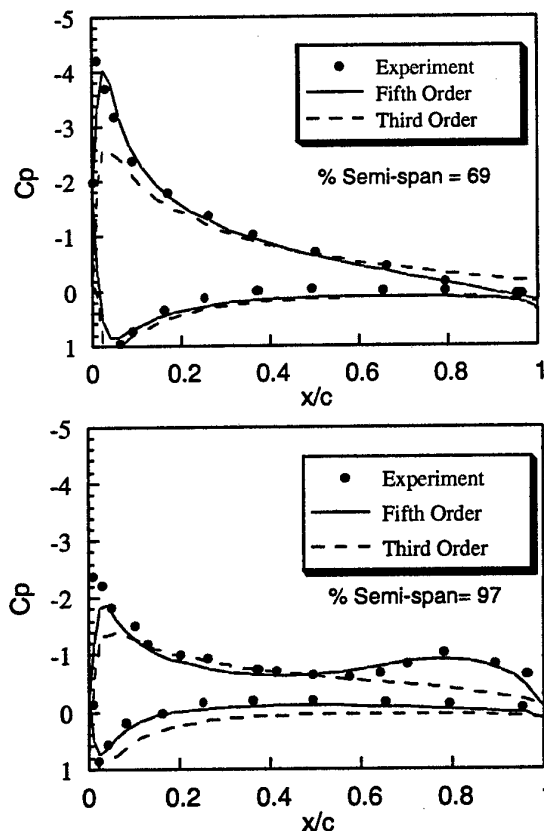 -5
-4
-3
-2
-1
0
1
Cp
Experiment
Fifth Order
Third Order
% Semi-span = 69
0 0.2 0.4 0.6 0.8 1
x/c
-5
-4
-3
-2
-1
0
1
Cp
Experiment
Fifth Order
Third Order
% Semi-span= 97
0 0.2 0.4 0.6 0.8 1
x/c